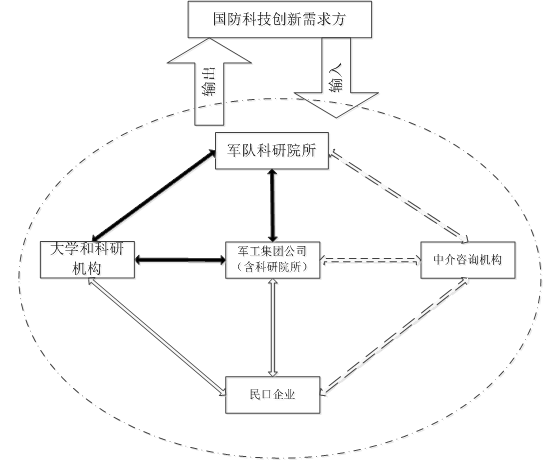 国防科技创新需求方
输出
输入
军队科研院所
大学和科研
机构
军工集团公司
（含科研院所）
中介咨询机构
民口企业